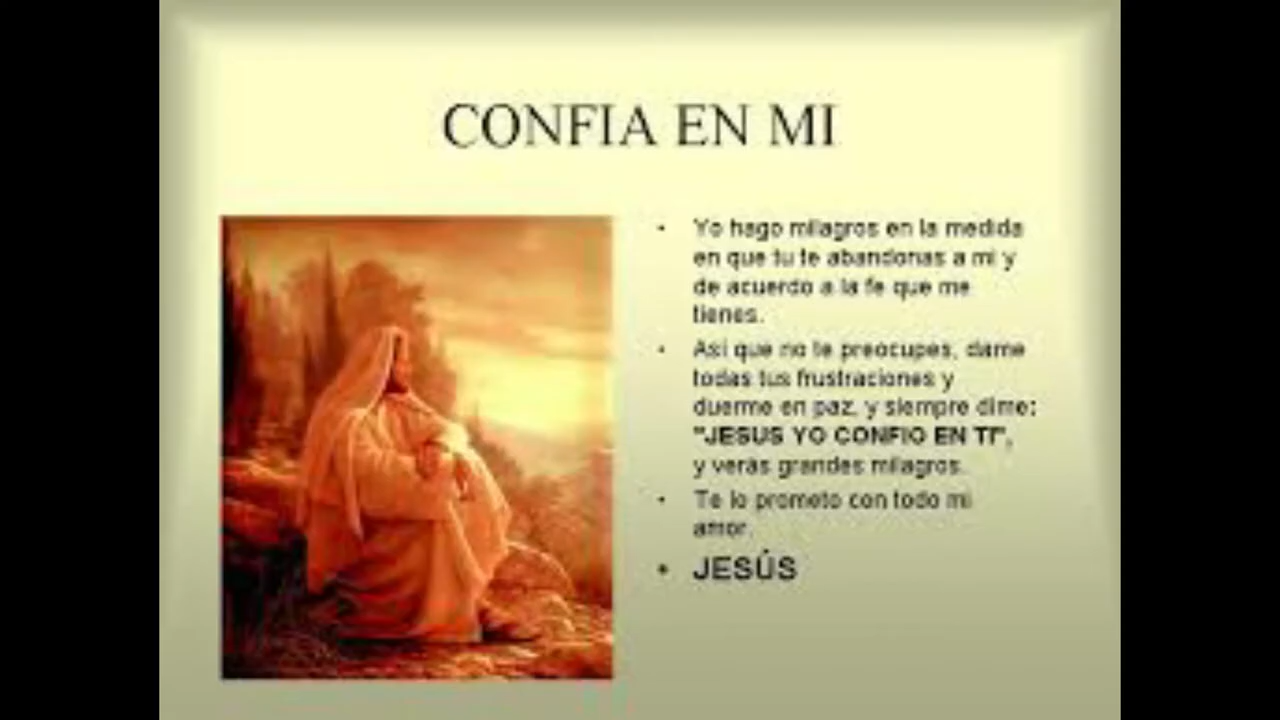 CONFIA EN MI
• Yo hago milagros en la medida
en que tu te abandonas a mi y
de acuerdo a la fe que me
tienes.
• Así que no te preocupes, dame
todas tus frustraciones y
duerme en paz, y siempre dime:
"JESUS YO CONFIO EN TI",
y verás grandes milagros.
• Te lo prometo con todo mi
amor.
• JESÚS